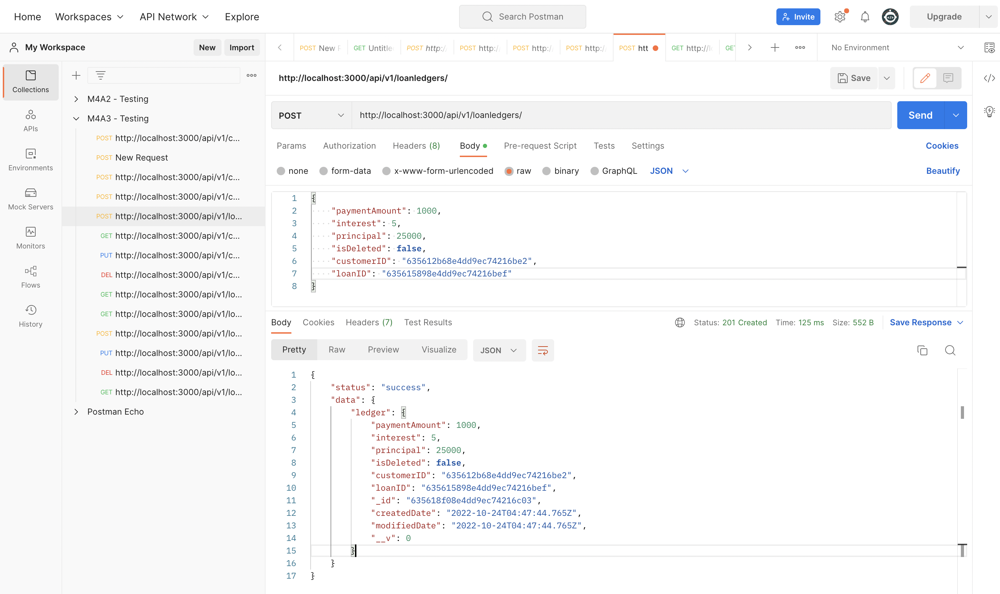 Home Workspaces API Network Explore Search Postman Invite Upgrade
My Workspace New Import
POST New GET Untitle POST http:/ POST http:/ POST http:/ POST http:/ POST htt GET http://l GET No Environment
Collections
APIs
Environments
Mock Servers
Monitors
Flows
History
M4A2 - Testing
M4A3 - Testing
POST http://localhost:3000/api/v1/c...
POST New Request
POST http://localhost:3000/api/v1/c...
POST http://localhost:3000/api/v1/c...
POST http://localhost:3000/api/v1/lo...
GET http://localhost:3000/api/v1/c...
PUT http://localhost:3000/api/v1/c...
DEL http://localhost:3000/api/v1/c...
GET http://localhost:3000/api/v1/lo...
GET http://localhost:3000/api/v1/lo...
POST http://localhost:3000/api/v1/lo...
PUT http://localhost:3000/api/v1/lo...
DEL http://localhost:3000/api/v1/lo...
GET http://localhost:3000/api/v1/lo...
Postman Echo
http://localhost:3000/api/v1/loanledgers/ Save
POST http://localhost:3000/api/v1/loanledgers/ Send
Params Authorization Headers (8) Body Pre-request Script Tests Settings Cookies
none form-data x-www-form-urlencoded raw binary GraphQL JSON Beautify
1 {
2 "paymentAmount": 1000,
3 "interest": 5,
4 "principal": 25000,
5 "isDeleted": false,
6 "customerID": "635612b68e4dd9ec74216be2",
7 "loanID": "635615898e4dd9ec74216bef"
8 }
Body Cookies Headers (7) Test Results Status: 201 Created Time: 125 ms Size: 552 B Save Response
Pretty Raw Preview Visualize JSON
1 {
2 "status": "success",
3 "data": {
4 "ledger": {
5 "paymentAmount": 1000,
6 "interest": 5,
7 "principal": 25000,
8 "isDeleted": false,
9 "customerID": "635612b68e4dd9ec74216be2",
10 "loanID": "635615898e4dd9ec74216bef",
11 "_id": "635618f08e4dd9ec74216c03",
12 "createdDate": "2022-10-24T04:47:44.765Z",
13 "modifiedDate": "2022-10-24T04:47:44.765Z",
14 "__v": 0
15 }
16 }
17 }